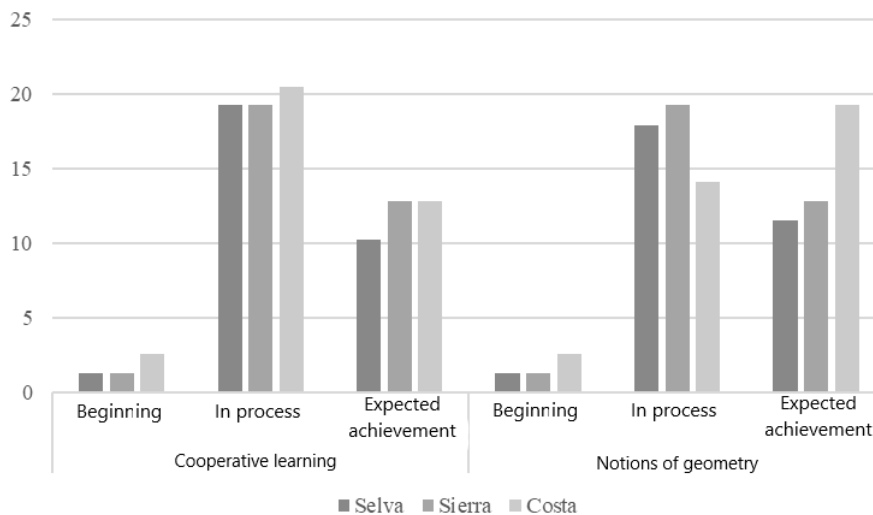 25
20
15
10
5
0
Beginning
In process
Expected
achievement
Beginning
In process
Expected
achievement
Cooperative learning
Notions of geometry
Selva
Sierra
Costa